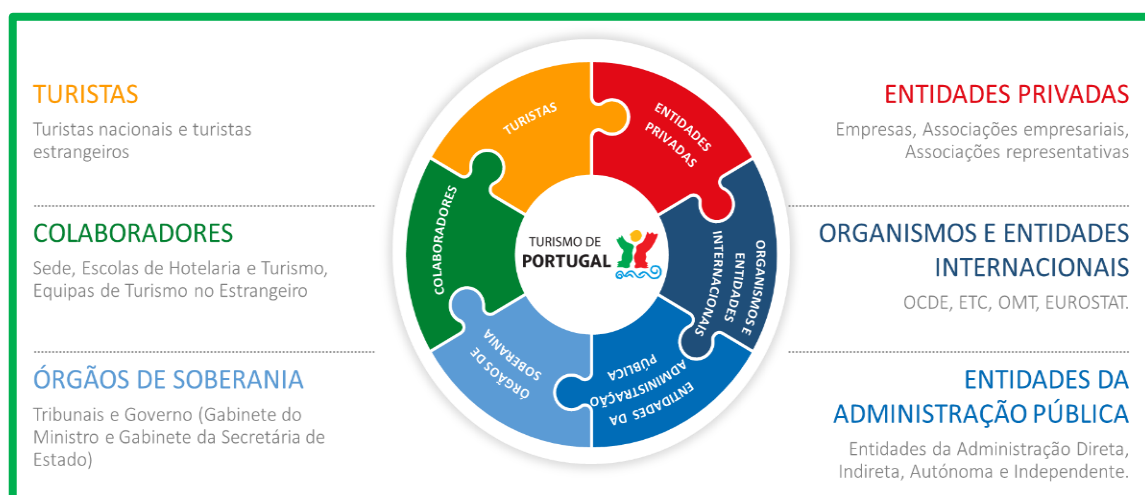 TURISTAS
Turistas nacionais e turistas
estrangeiros
COLABORADORES
Sede, Escolas de Hotelaria e Turismo,
Equipas de Turismo no Estrangeiro
ÓRGÃOS DE SOBERANIA
Tribunais e Governo (Gabinete do
Ministro e Gabinete da Secretária de
Estado)
TURISTAS
ENTIDADES
PRIVADAS
ORGANISMOS E
ENTIDADES
INTERNACIONAIS
ENTIDADES DA
ADMINISTRAÇÃO
PÚBLICA
ÓRGÃOS DE
SOBERANIA
COLABORADORES
TURISMO DE
PORTUGAL
ENTIDADES PRIVADAS
Empresas, Associações empresariais,
Associações representativas
ORGANISMOS E ENTIDADES
INTERNACIONAIS
OCDE, ETC, OMT, EUROSTAT.
ENTIDADES DA
ADMINISTRAÇÃO PÚBLICA
Entidades da Administração Direta,
Indireta, Autónoma e Independente.